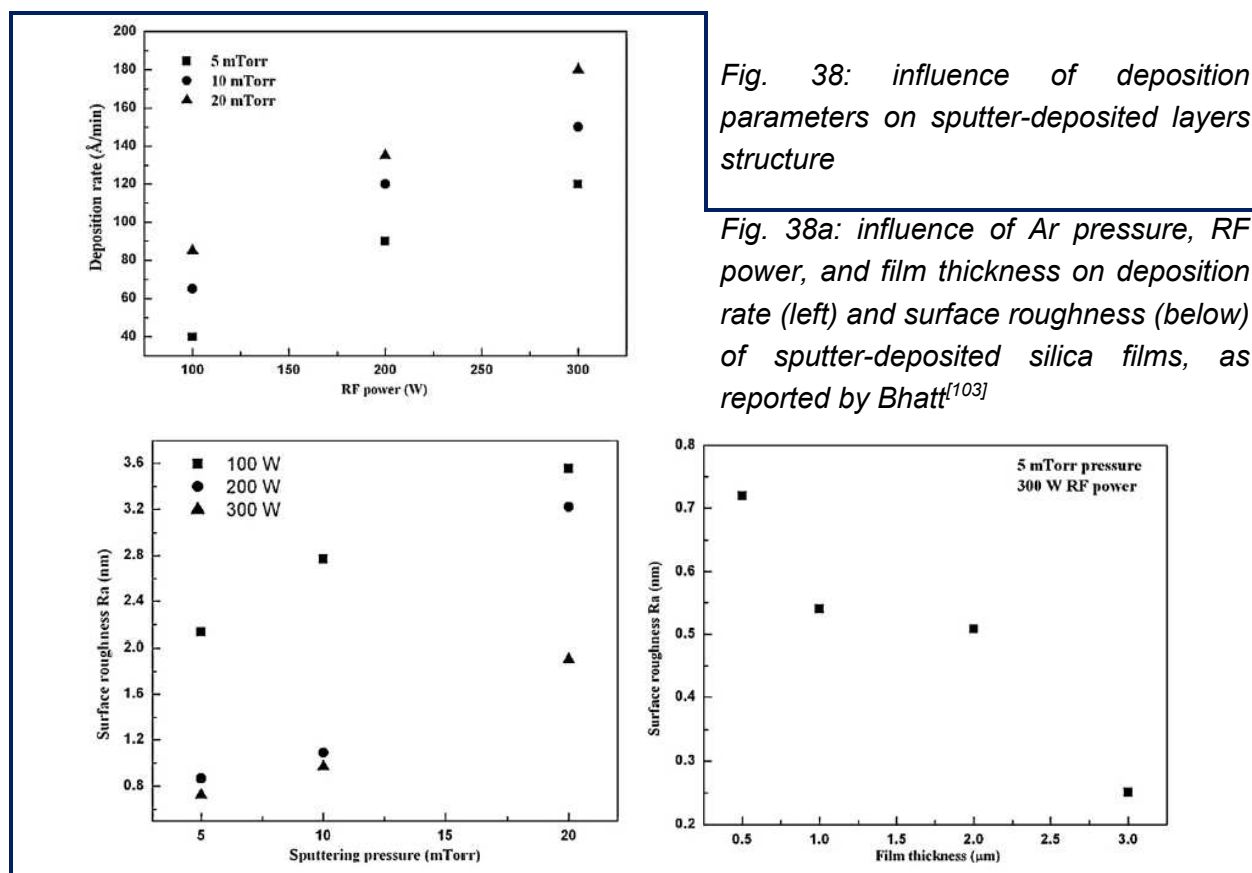 200
180
160
140
120
100
80
60
40
Deposition rate (Å/min)
5 mTorr
10 mTorr
20 mTorr
100 150 200 250 300
RF power (W)
Fig. 38: influence of deposition
parameters on sputter-deposited layers
structure
Fig. 38a: influence of Ar pressure, RF
power, and film thickness on deposition
rate (left) and surface roughness (below)
of sputter-deposited silica films, as
reported by Bhatt[103]
3.6
3.2
2.8
2.4
2.0
1.6
1.2
0.8
Surface roughness Ra (nm)
100 W
200 W
300 W
5 10 15 20
Sputtering pressure (mTorr)
0.8
0.7
0.6
0.5
0.4
0.3
0.2
Surface roughness Ra (nm)
5 mTorr pressure
300 W RF power
0.5 1.0 1.5 2.0 2.5 3.0
Film thickness (μm)